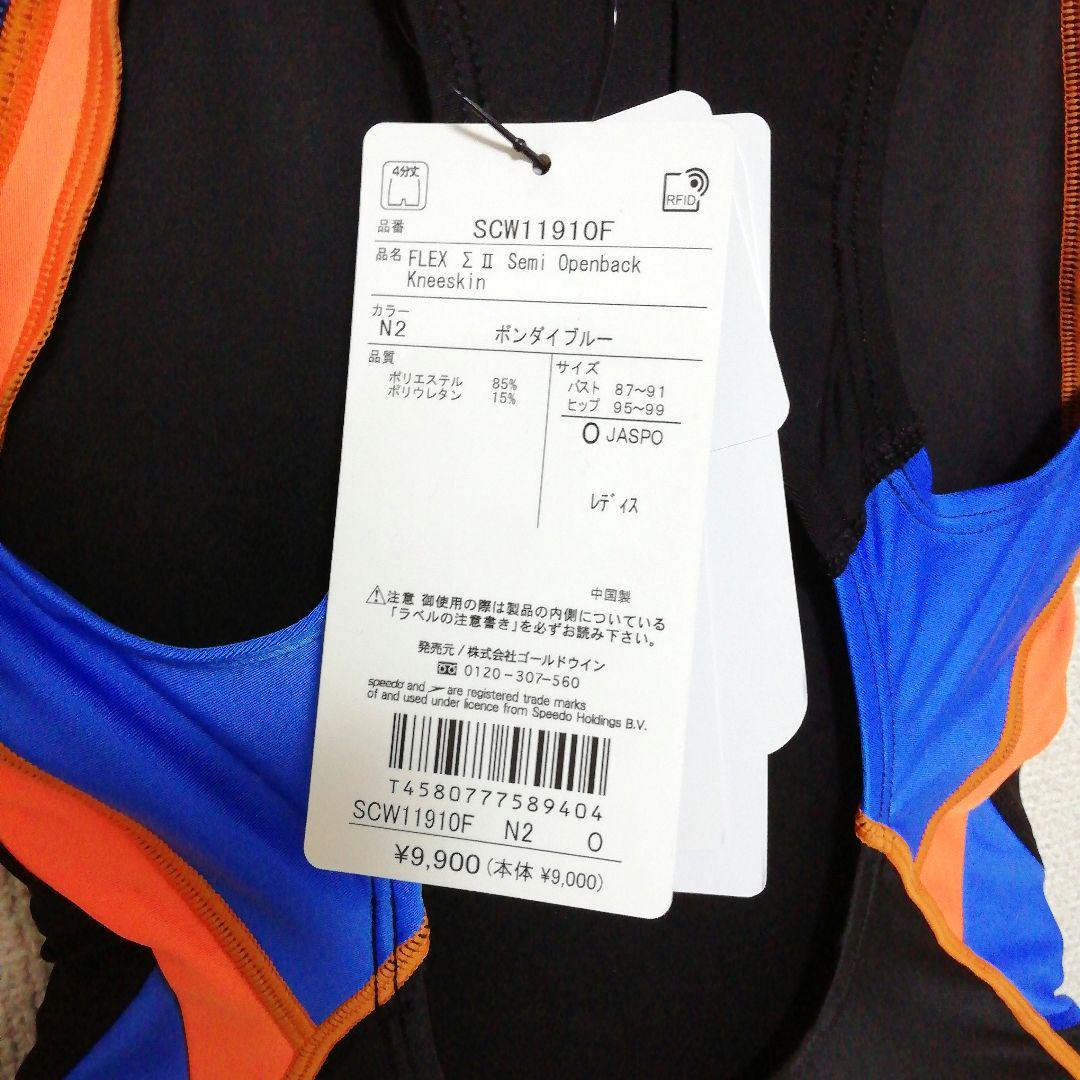 4分丈
RFID
品番 SCW11910F
品名 FLEX ΣⅡ Semi Openback
Kneeskin
カラー
N2 ボンダイブルー
品質
ポリエステル 85%
ポリウレタン 15%
サイズ
バスト 87〜91
ヒップ 95〜99
O JASPO
レディス
中国製
注意 御使用の際は製品の内側についている
「ラベルの注意書き」を必ずお読み下さい。
発売元/株式会社ゴールドウイン
0120-307-560
speedo and are registered trade marks
of and used under licence from Speedo Holdings B.V.
T4580777589404
SCW11910F N2 O
¥9,900(本体 ¥9,000)